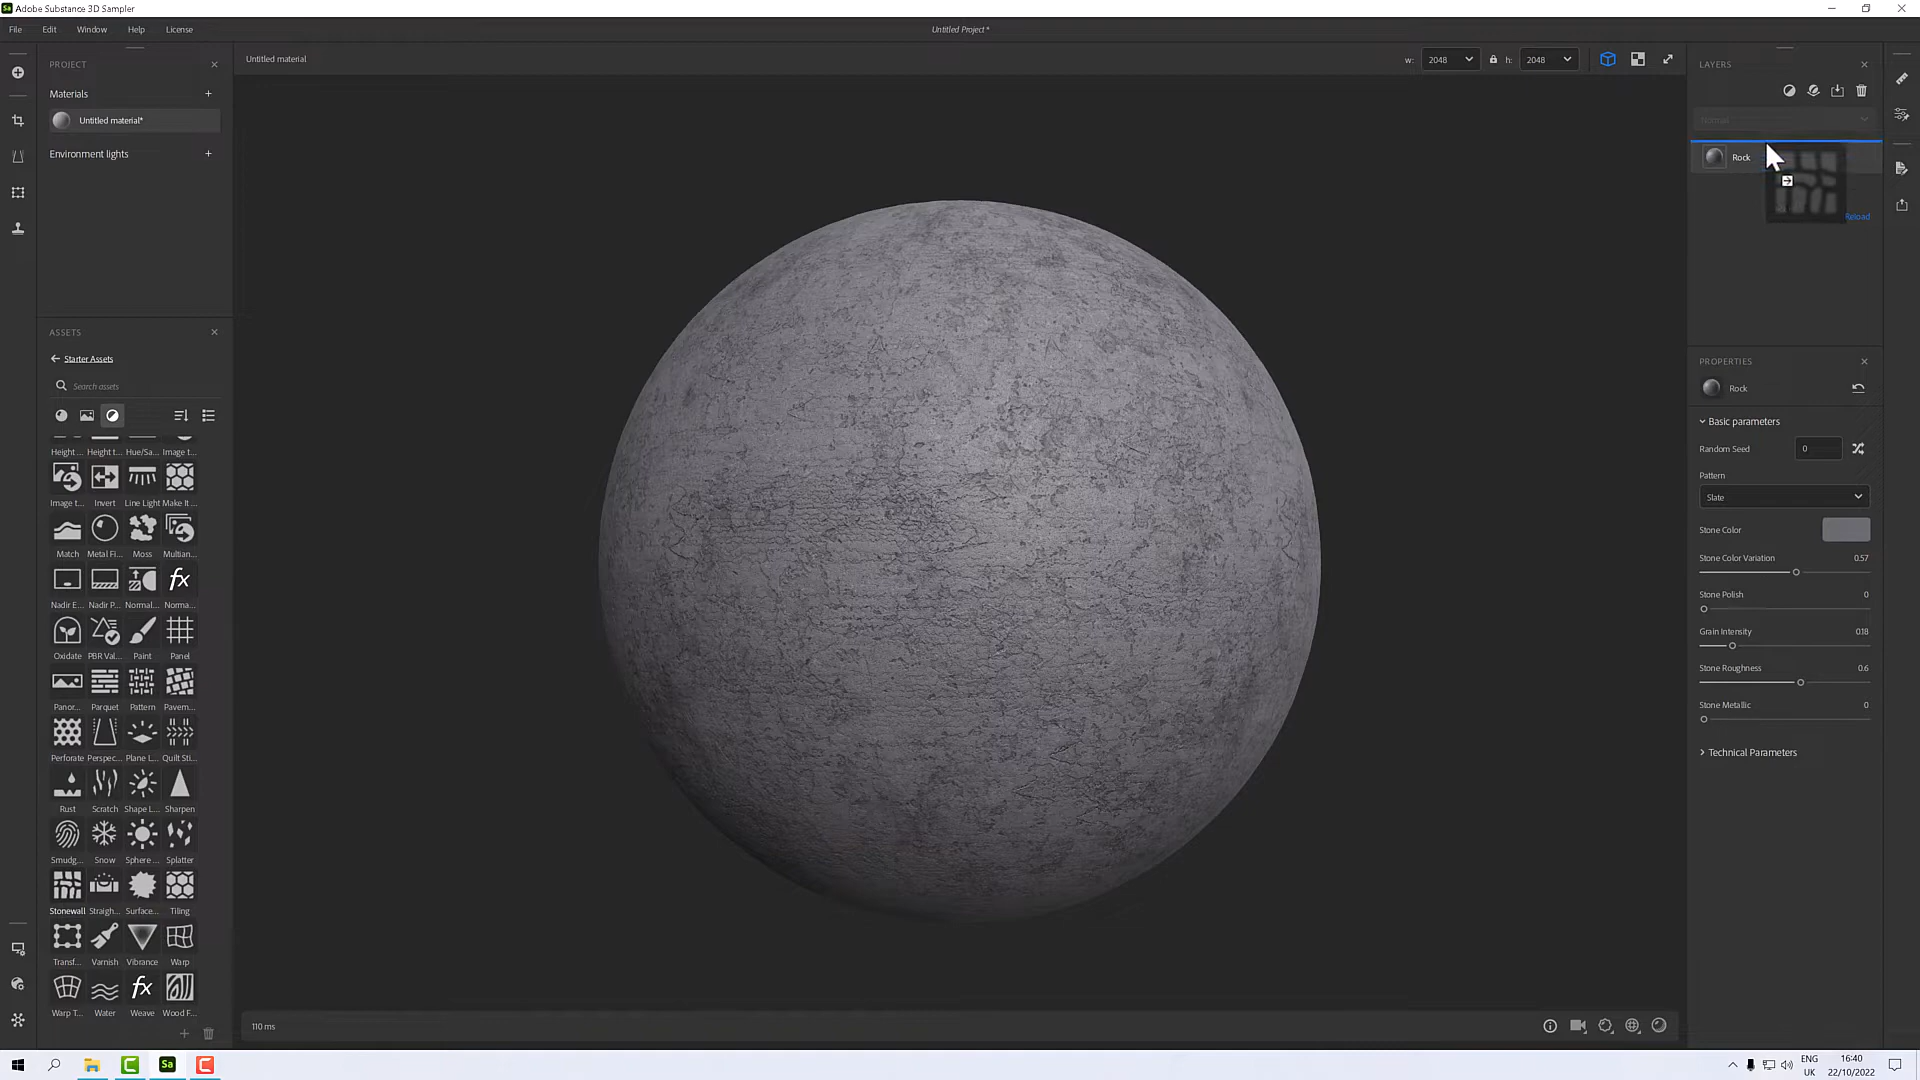 Sa Adobe Substance 3D Sampler
File Edit Window Help License
Untitled Project *
PROJECT
Materials +
Untitled material*
Environment lights +
Untitled material
w: 2048 h: 2048
ASSETS
Starter Assets
Search assets
Height ... Height t... Hue/Sa... Image t...
Image t... Invert Line Light Make It ...
Match Metal Fi... Moss Multian...
Nadir E... Nadir P... Normal... Norma...
Oxidate PBR Val... Paint Panel
Panor... Parquet Pattern Pavem...
Perforate Perspec... Plane L... Quilt Sti...
Rust Scratch Shape L... Sharpen
Smudg... Snow Sphere ... Splatter
Stonewall Straigh... Surface... Tiling
Transf... Varnish Vibrance Warp
Warp T... Water Weave Wood F...
110 ms
LAYERS
Normal
Rock
Reload
PROPERTIES
Rock
Basic parameters
Random Seed 0
Pattern
Slate
Stone Color
Stone Color Variation 0.57
Stone Polish 0
Grain Intensity 0.18
Stone Roughness 0.6
Stone Metallic 0
Technical Parameters
Sa
ENG
UK
16:40
22/10/2022